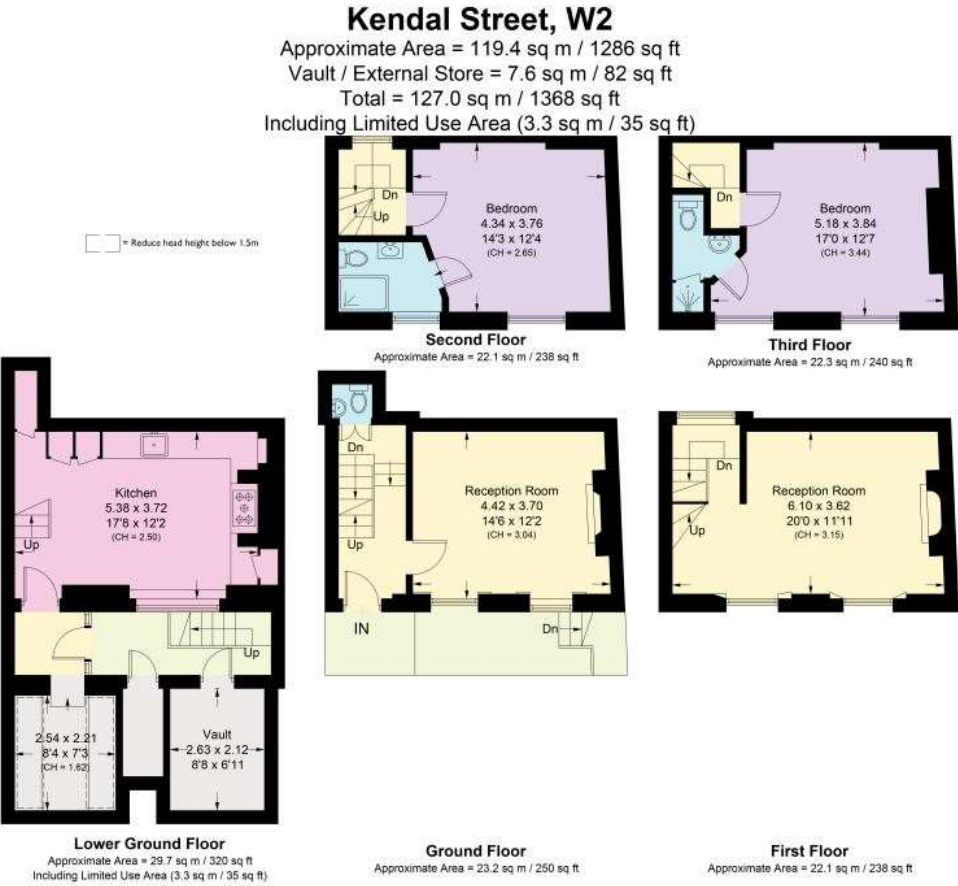 Kendal Street, W2
Approximate Area = 119.4 sq m / 1286 sq ft
Vault / External Store = 7.6 sq m / 82 sq ft
Total = 127.0 sq m / 1368 sq ft
Including Limited Use Area (3.3 sq m / 35 sq ft)
= Reduce head height below 1.5m
Dn
Up
Bedroom
4.34 x 3.76
14'3 x 12'4
(CH = 2.65)
Second Floor
Approximate Area = 22.1 sq m / 238 sq ft
Dn
Bedroom
5.18 x 3.84
17'0 x 12'7
(CH = 3.44)
Third Floor
Approximate Area = 22.3 sq m / 240 sq ft
Kitchen
5.38 x 3.72
17'8 x 12'2
(CH = 2.50)
Up
Up
2.54 x 2.21
8'4 x 7'3
(CH = 1.62)
Vault
2.63 x 2.12
8'8 x 6'11
Lower Ground Floor
Approximate Area = 29.7 sq m / 320 sq ft
Including Limited Use Area (3.3 sq m / 35 sq ft)
Dn
Up
Reception Room
4.42 x 3.70
14'6 x 12'2
(CH = 3.04)
IN
Dn
Ground Floor
Approximate Area = 23.2 sq m / 250 sq ft
Dn
Up
Reception Room
6.10 x 3.62
20'0 x 11'11
(CH = 3.15)
First Floor
Approximate Area = 22.1 sq m / 238 sq ft